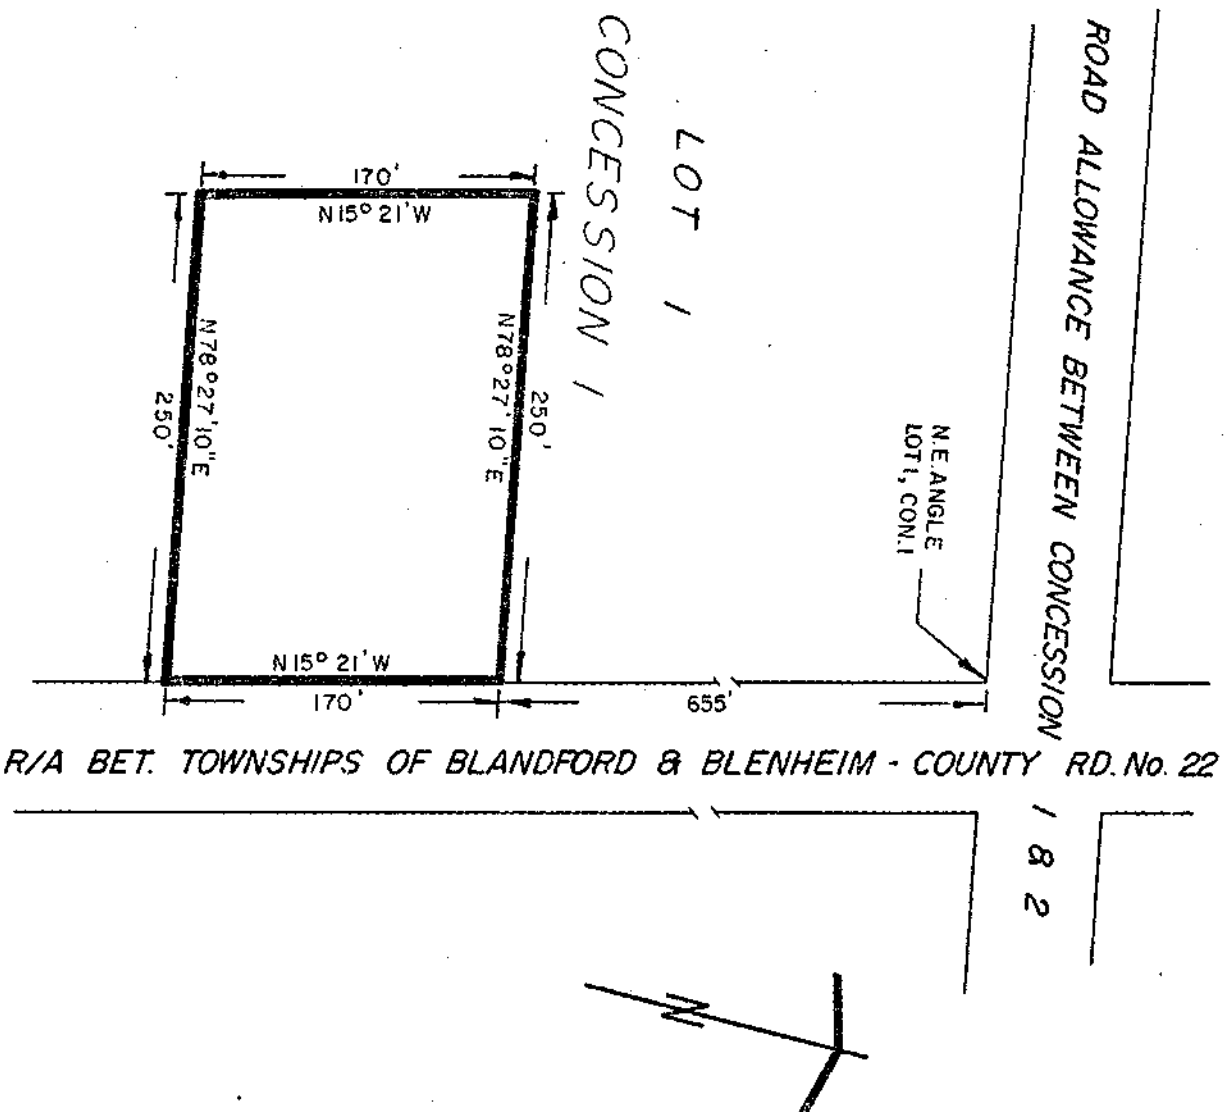 CONCESSION 1
LOT 1
ROAD ALLOWANCE BETWEEN CONCESSION 1 & 2
170'
N15° 21'W
N78°27'10"E
250'
N78°27'10"E
250'
N.E. ANGLE
LOT 1, CON.1
N15° 21'W
170'
655'
R/A BET. TOWNSHIPS OF BLANDFORD & BLENHEIM - COUNTY RD. No. 22
N